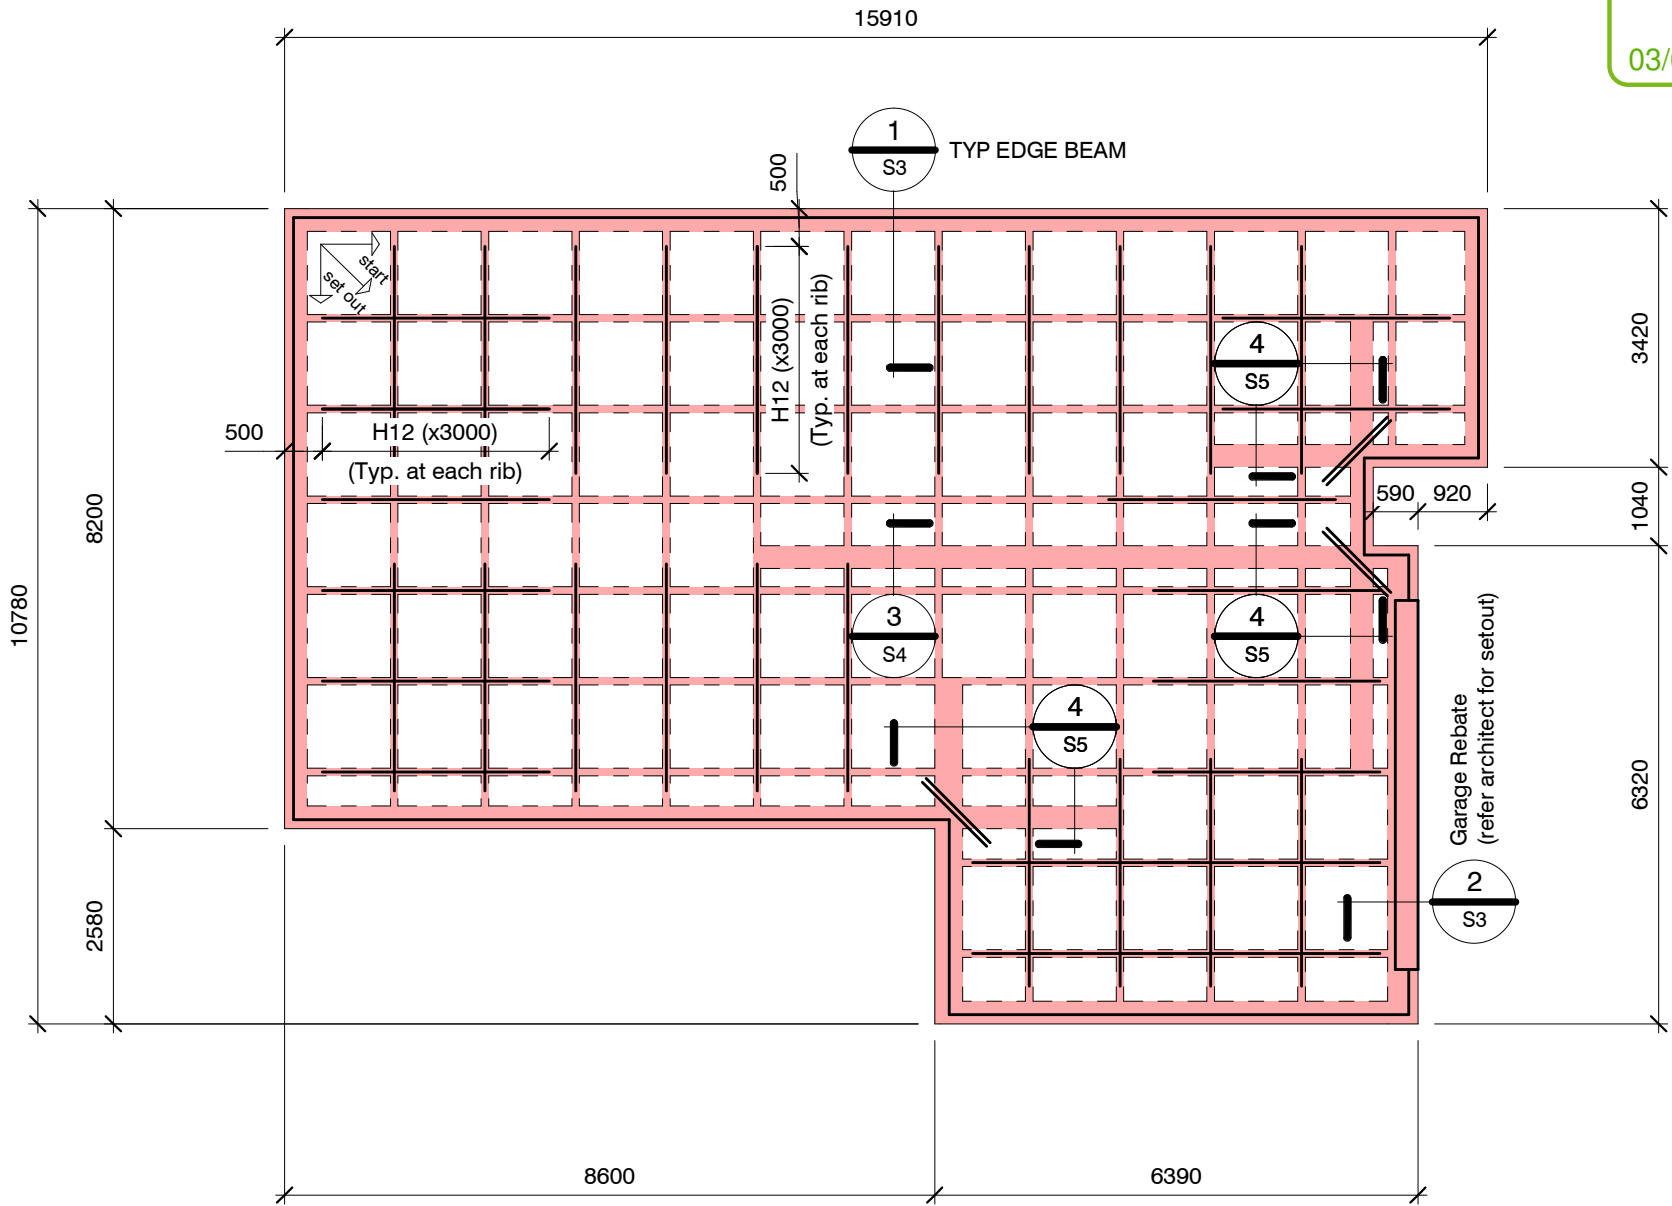 15910
03/
1
S3
TYP EDGE BEAM
500
start
set out
H12 (x3000)
(Typ. at each rib)
4
S5
3420
500
H12 (x3000)
(Typ. at each rib)
590
920
1040
8200
10780
3
S4
4
S5
4
S5
Garage Rebate
(refer architect for setout)
6320
2
S3
2580
8600
6390